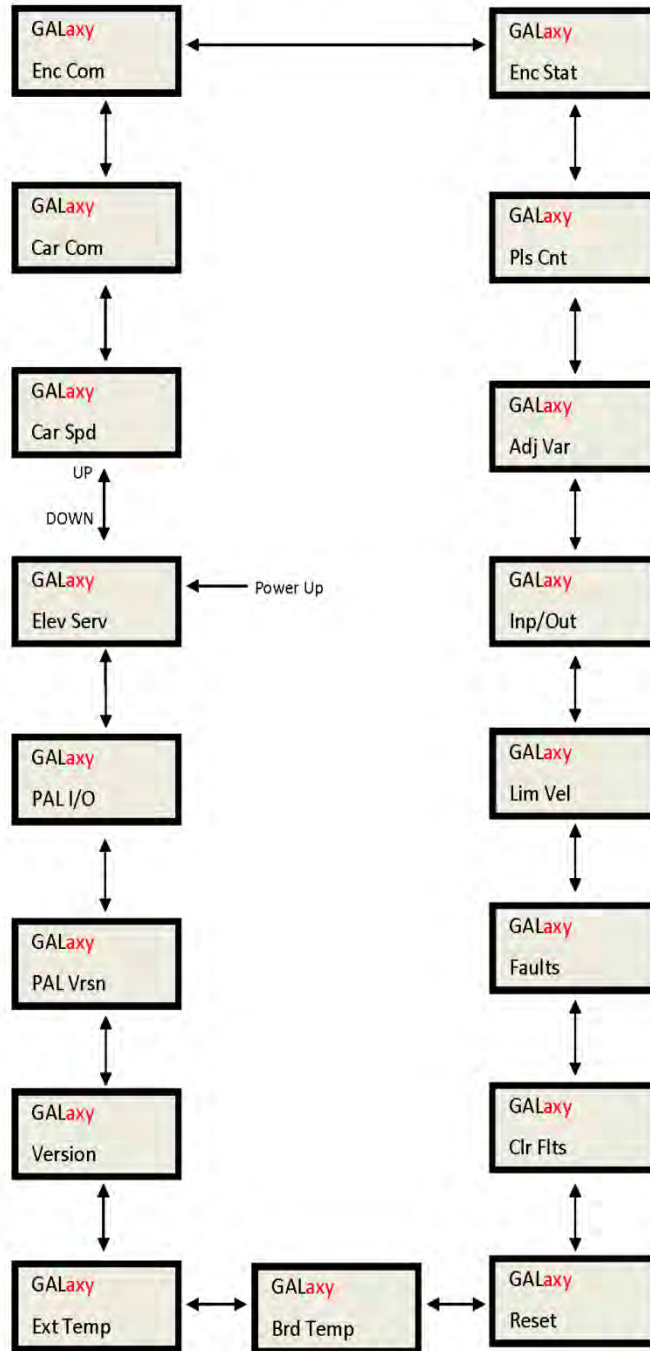 GALaxy
Enc Com
GALaxy
Enc Stat
GALaxy
Car Com
GALaxy
Pls Cnt
GALaxy
Car Spd
GALaxy
Adj Var
UP
DOWN
GALaxy
Elev Serv
Power Up
GALaxy
Inp/Out
GALaxy
PAL I/O
GALaxy
Lim Vel
GALaxy
PAL Vrsn
GALaxy
Faults
GALaxy
Version
GALaxy
Clr Flts
GALaxy
Ext Temp
GALaxy
Brd Temp
GALaxy
Reset